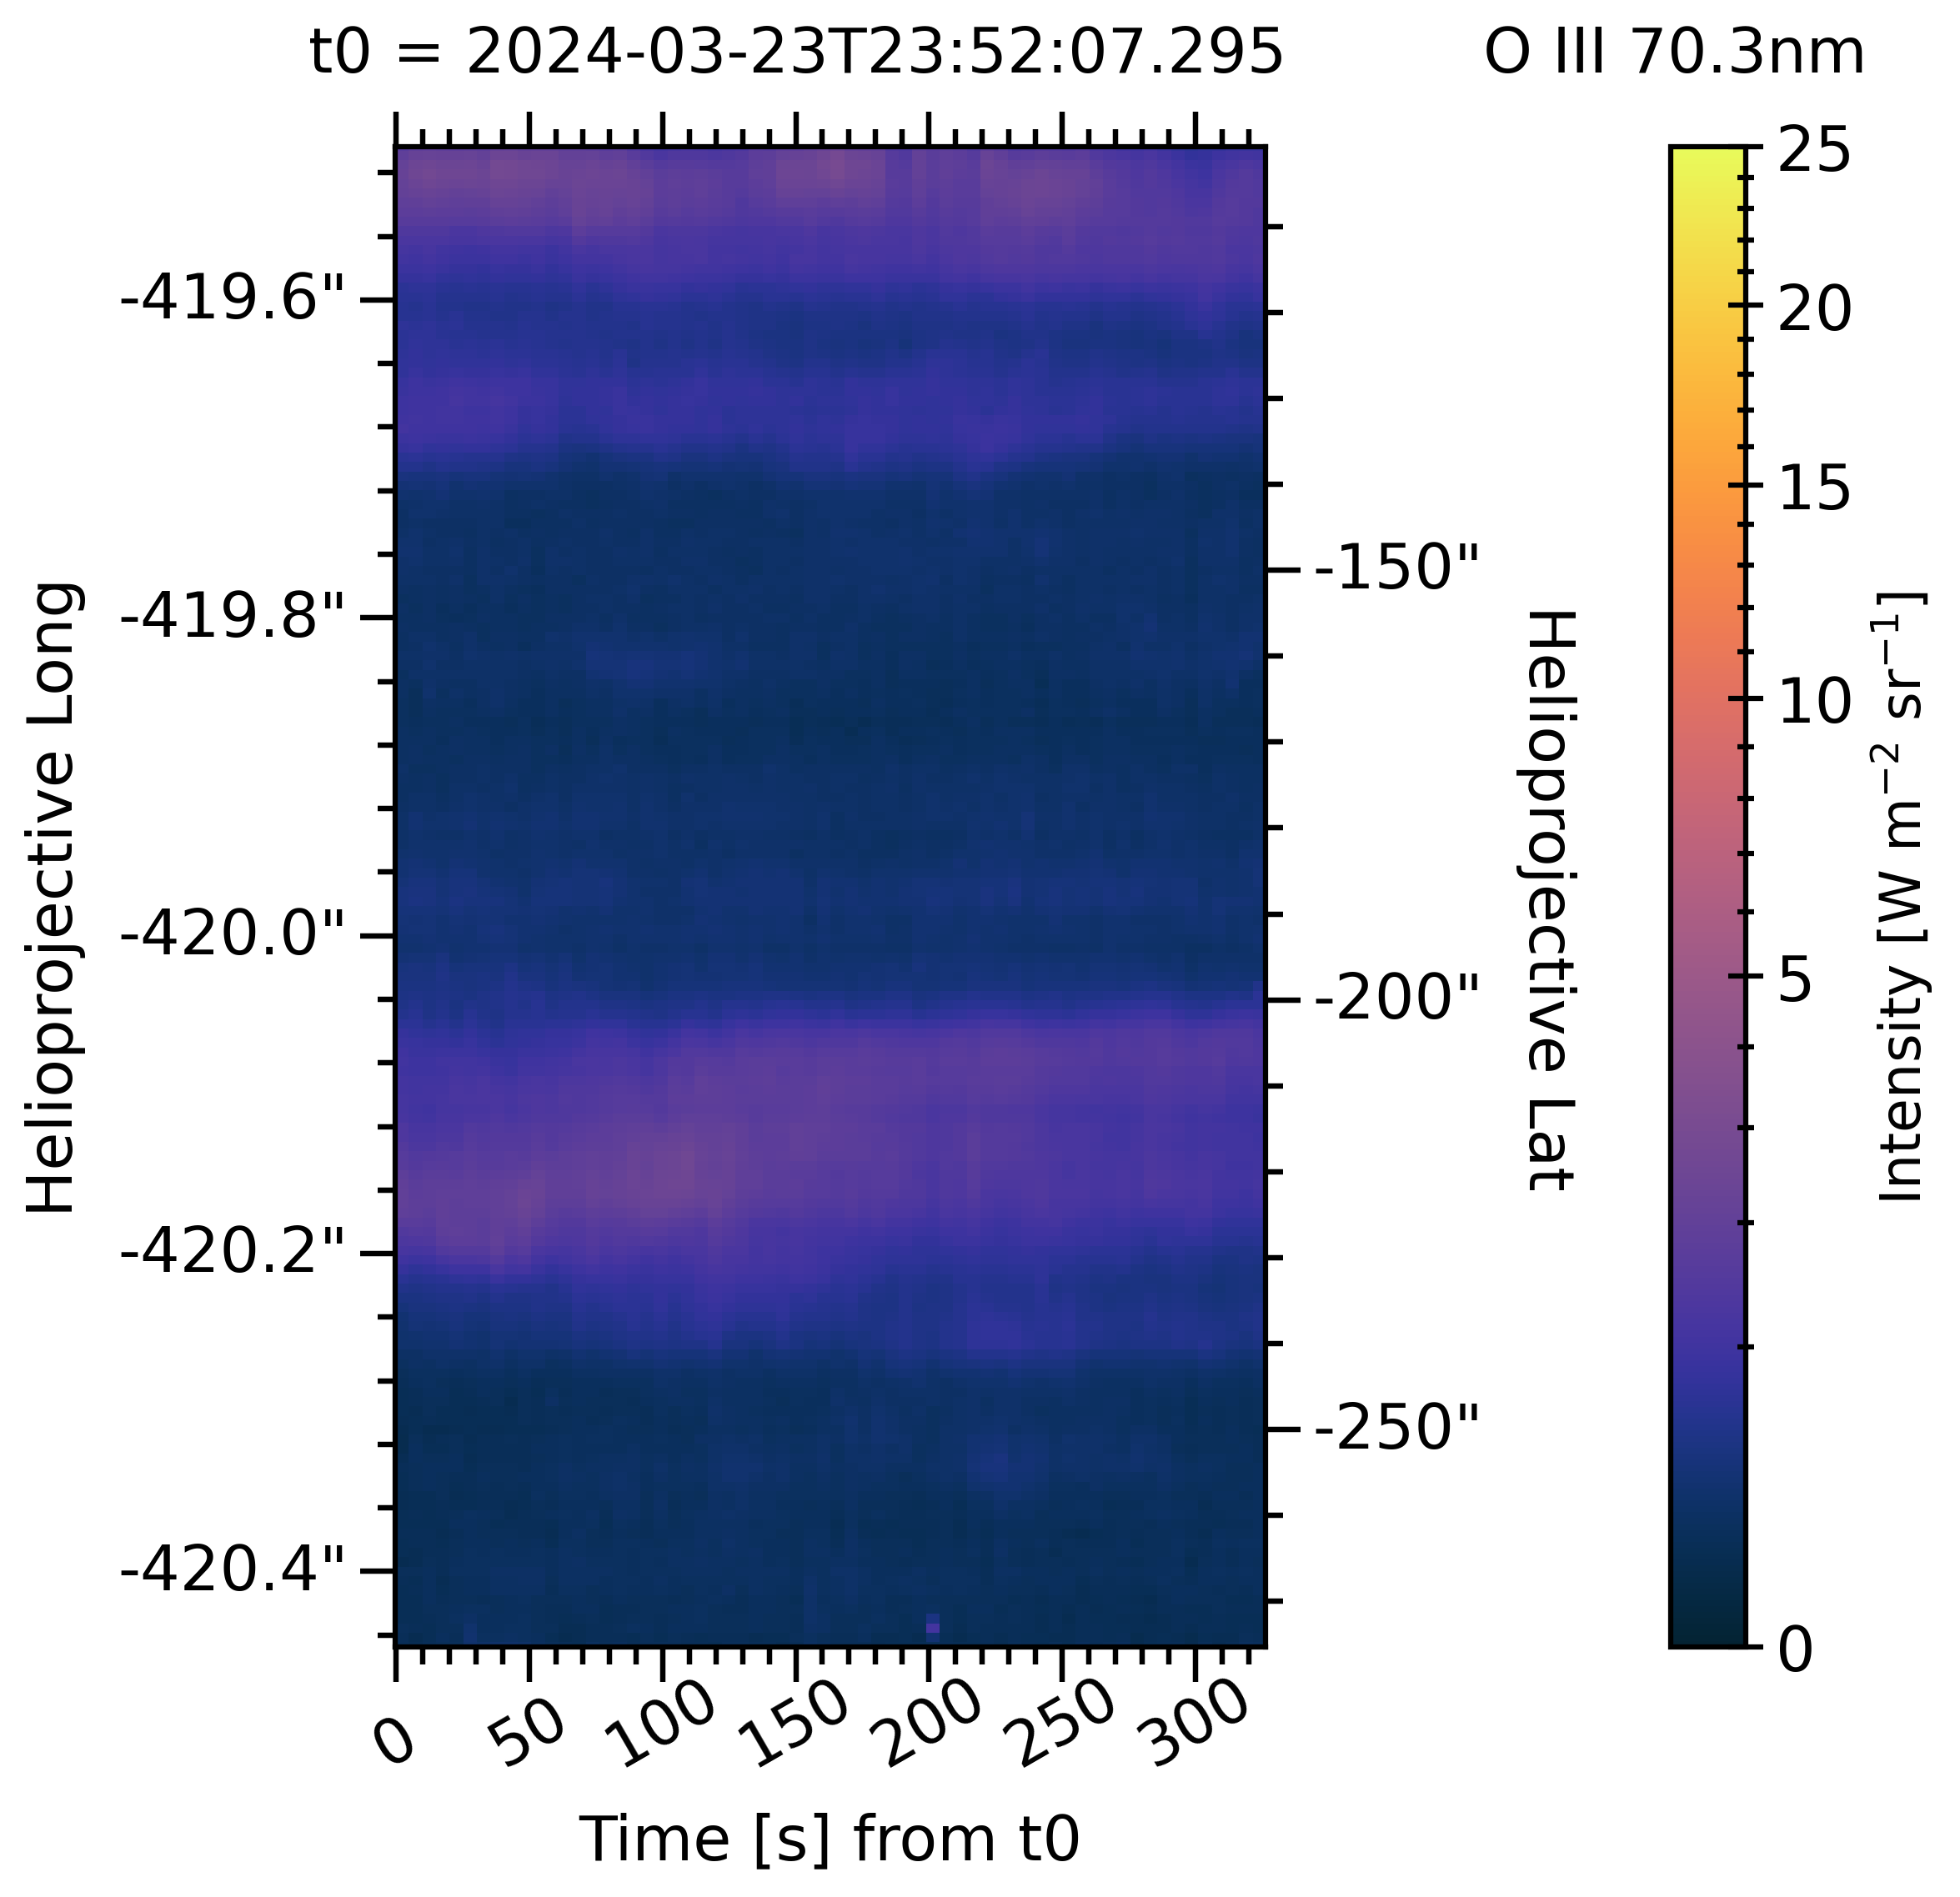 t0 = 2024-03-23T23:52:07.295
O III 70.3nm
Helioprojective Long
-419.6"
-419.8"
-420.0"
-420.2"
-420.4"
-150"
-200"
-250"
Helioprojective Lat
25
20
15
10
5
0
Intensity [W m⁻² sr⁻¹]
0 50 100 150 200 250 300
Time [s] from t0